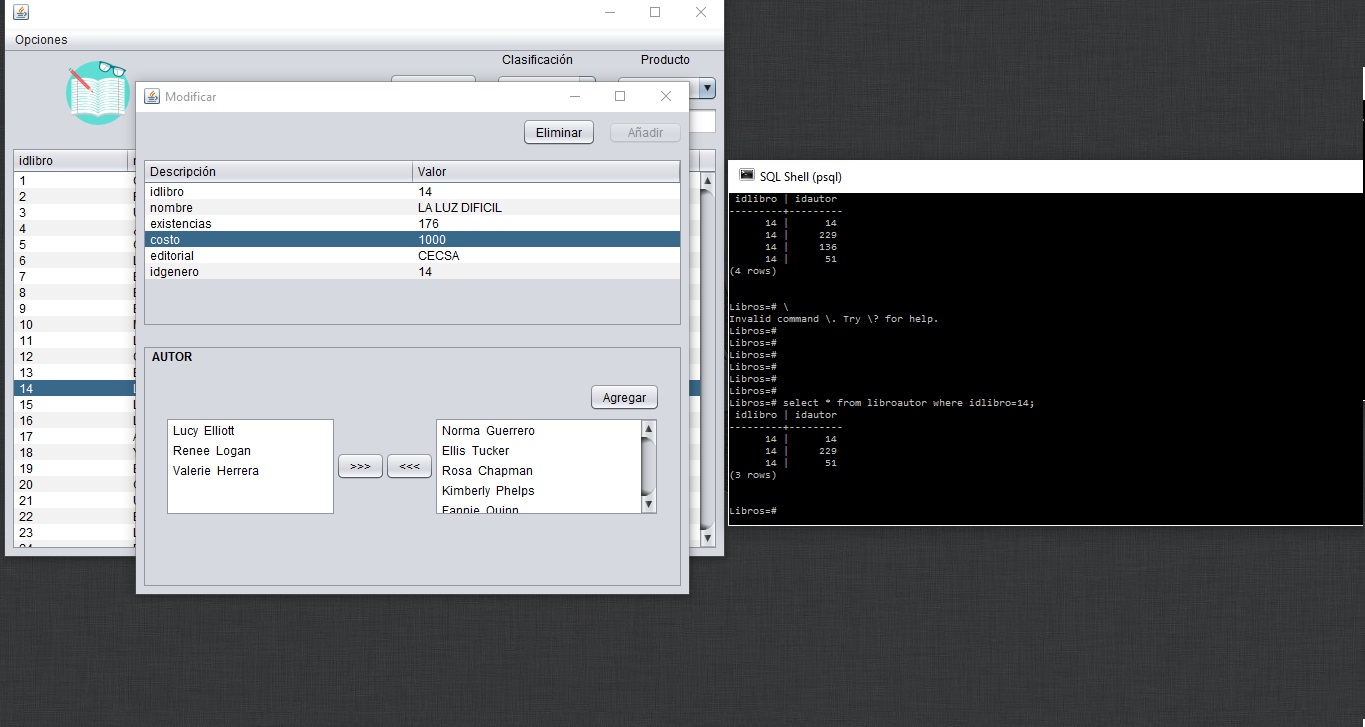 Opciones
Clasificación Producto
Modificar
Eliminar Añadir
idlibro
1
2
3
4
5
6
7
8
9
10
11
12
13
14
15
16
17
18
19
20
21
22
23
24
Descripción Valor
idlibro 14
nombre LA LUZ DIFICIL
existencias 176
costo 1000
editorial CECSA
idgenero 14
AUTOR
Agregar
Lucy Elliott
Renee Logan
Valerie Herrera
>>> <<<
Norma Guerrero
Ellis Tucker
Rosa Chapman
Kimberly Phelps
Fannie Quinn
SQL Shell (psql)
idlibro | idautor
---------+---------
14 | 14
14 | 229
14 | 136
14 | 51
(4 rows)
Libros=# \
Invalid command \. Try \? for help.
Libros=#
Libros=#
Libros=#
Libros=#
Libros=#
Libros=#
Libros=# select * from libroautor where idlibro=14;
idlibro | idautor
---------+---------
14 | 14
14 | 229
14 | 51
(3 rows)
Libros=#